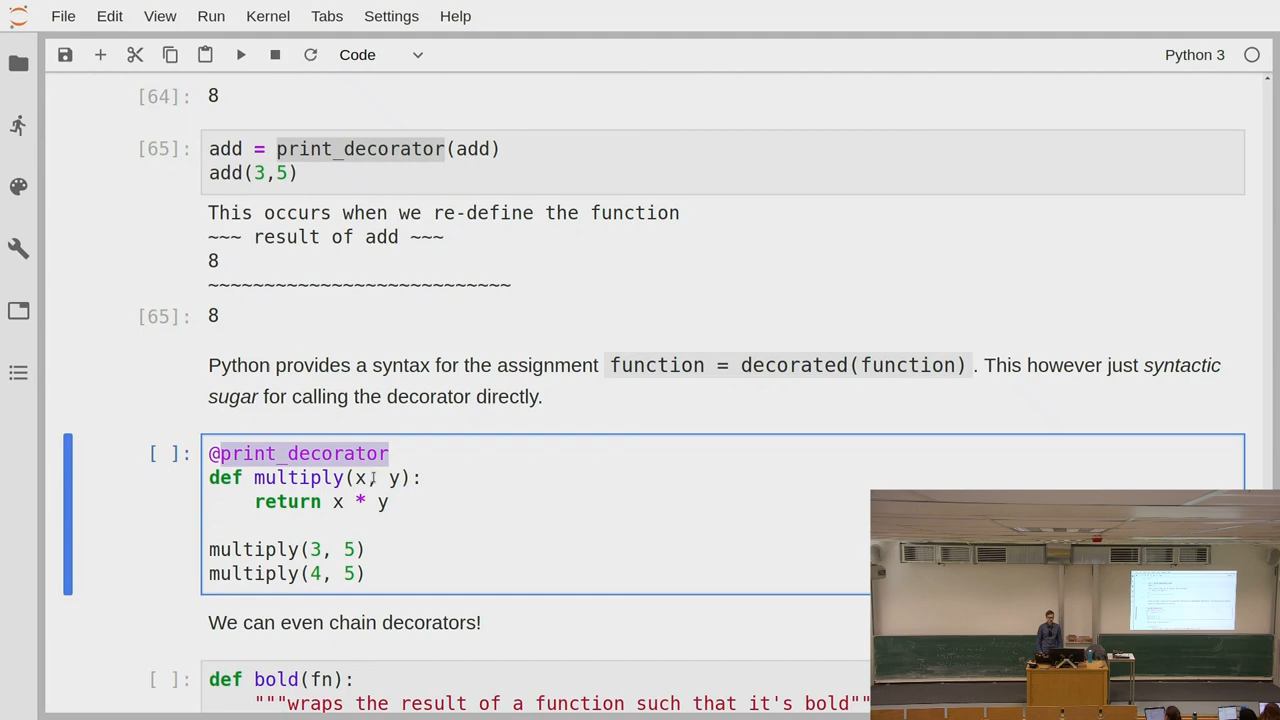 File Edit View Run Kernel Tabs Settings Help
Code
Python 3
[64]: 8
[65]: add = print_decorator(add)
add(3,5)
This occurs when we re-define the function
~~~ result of add ~~~
8
~~~~~~~~~~~~~~~~~~~~~~~~~~~
[65]: 8
Python provides a syntax for the assignment function = decorated(function). This however just syntactic
sugar for calling the decorator directly.
[ ]: @print_decorator
def multiply(x, y):
return x * y
multiply(3, 5)
multiply(4, 5)
We can even chain decorators!
[ ]: def bold(fn):
"""wraps the result of a function such that it's bold""